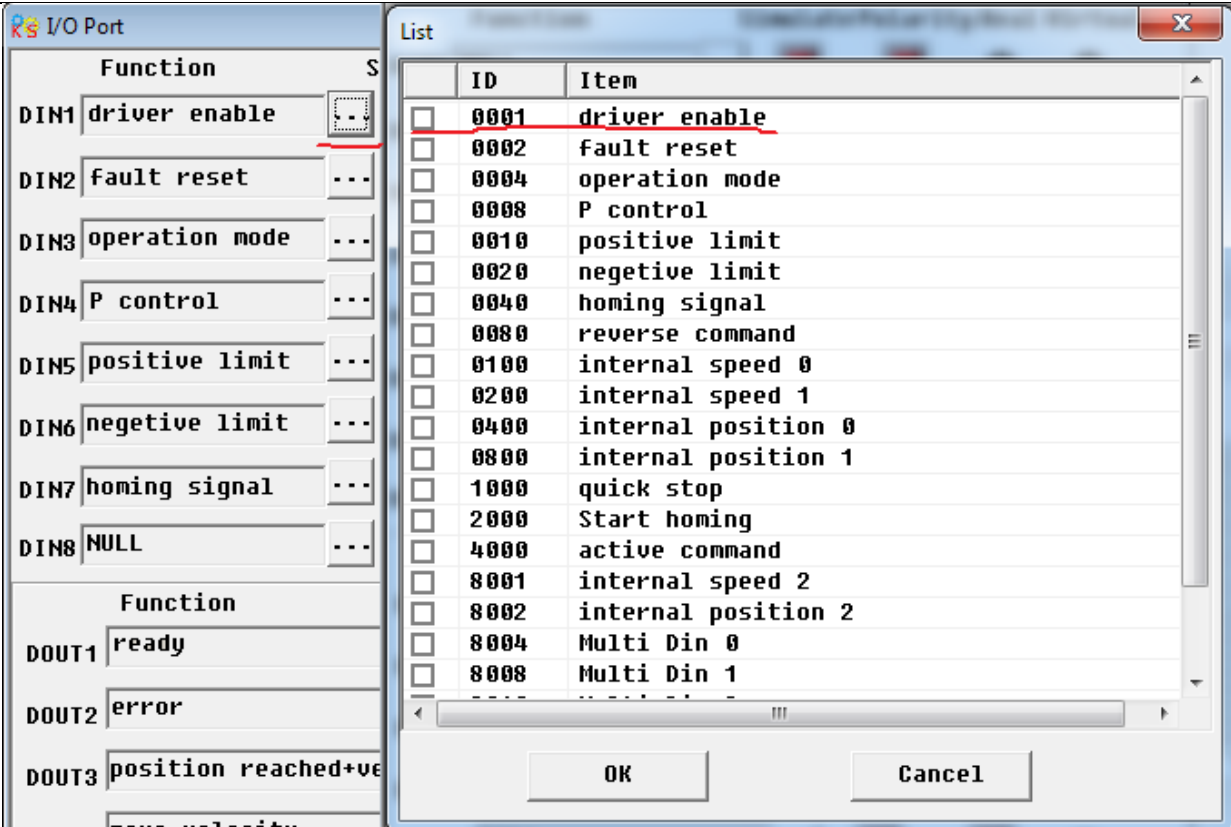 I/O Port
Function S
DIN1 driver enable ...
DIN2 fault reset ...
DIN3 operation mode ...
DIN4 P control ...
DIN5 positive limit ...
DIN6 negetive limit ...
DIN7 homing signal ...
DIN8 NULL ...
Function
DOUT1 ready
DOUT2 error
DOUT3 position reached+ve
List
ID Item
0001 driver enable
0002 fault reset
0004 operation mode
0008 P control
0010 positive limit
0020 negetive limit
0040 homing signal
0080 reverse command
0100 internal speed 0
0200 internal speed 1
0400 internal position 0
0800 internal position 1
1000 quick stop
2000 Start homing
4000 active command
8001 internal speed 2
8002 internal position 2
8004 Multi Din 0
8008 Multi Din 1
OK Cancel